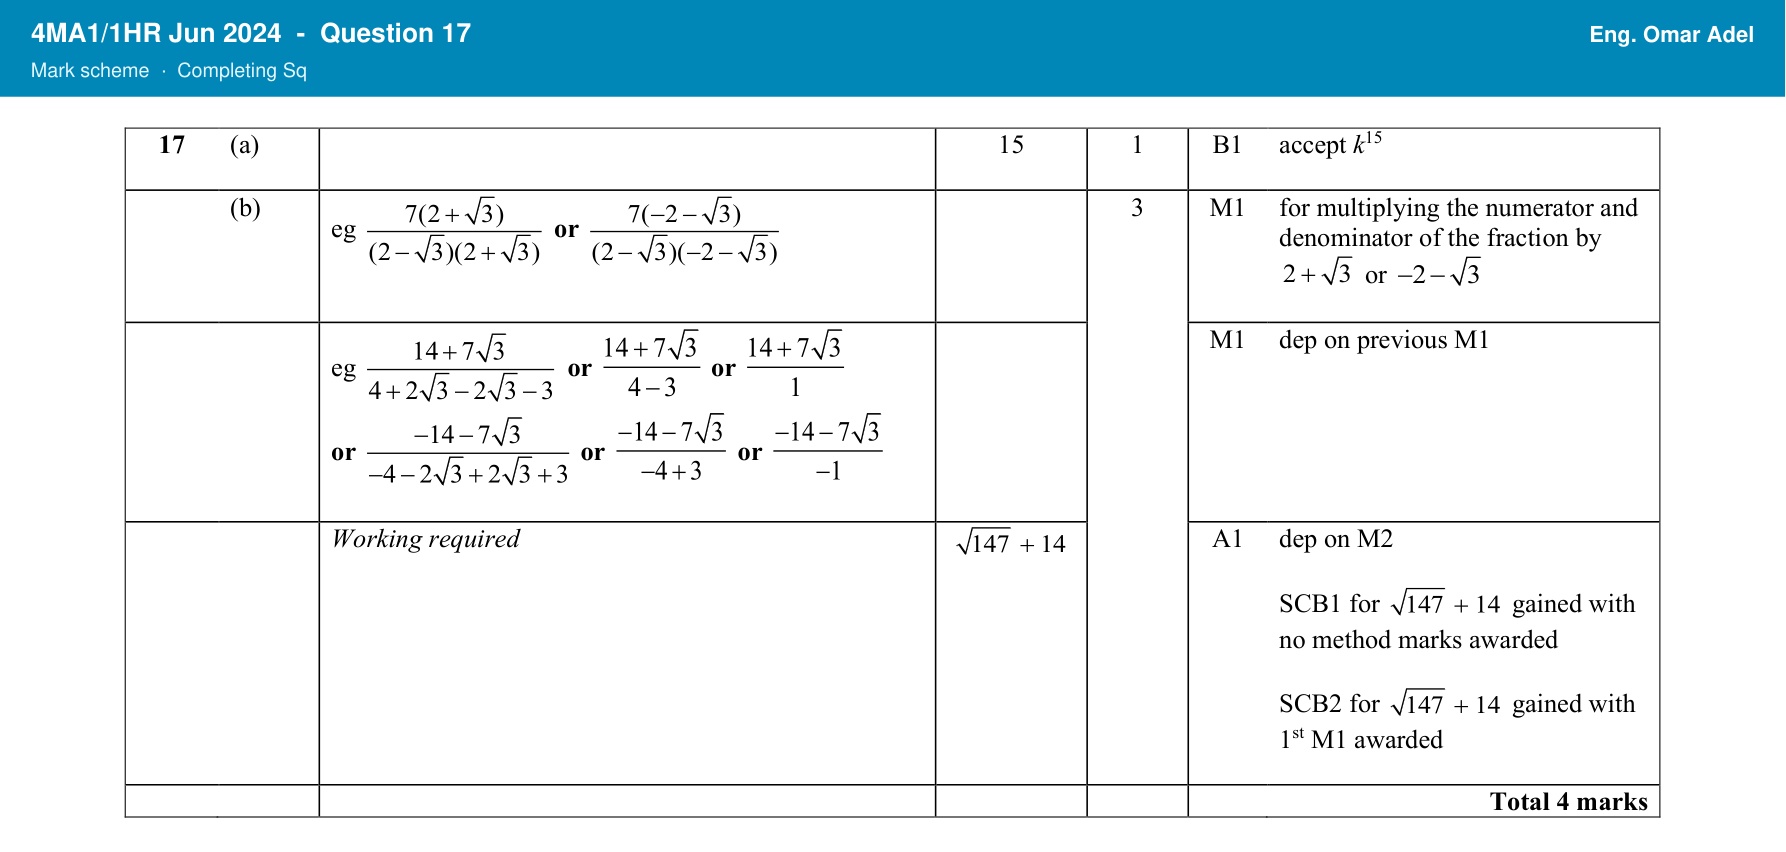 4MA1/1HR Jun 2024 - Question 17
Eng. Omar Adel
Mark scheme · Completing Sq
17 (a) 15 1 B1 accept k¹⁵
(b) eg 7(2+√3)/((2−√3)(2+√3)) or 7(−2−√3)/((2−√3)(−2−√3)) 3 M1 for multiplying the numerator and
denominator of the fraction by
2+√3 or −2−√3
eg (14+7√3)/(4+2√3−2√3−3) or (14+7√3)/(4−3) or (14+7√3)/1 M1 dep on previous M1
or (−14−7√3)/(−4−2√3+2√3+3) or (−14−7√3)/(−4+3) or (−14−7√3)/(−1)
Working required √147 + 14 A1 dep on M2
SCB1 for √147 + 14 gained with
no method marks awarded
SCB2 for √147 + 14 gained with
1st M1 awarded
Total 4 marks